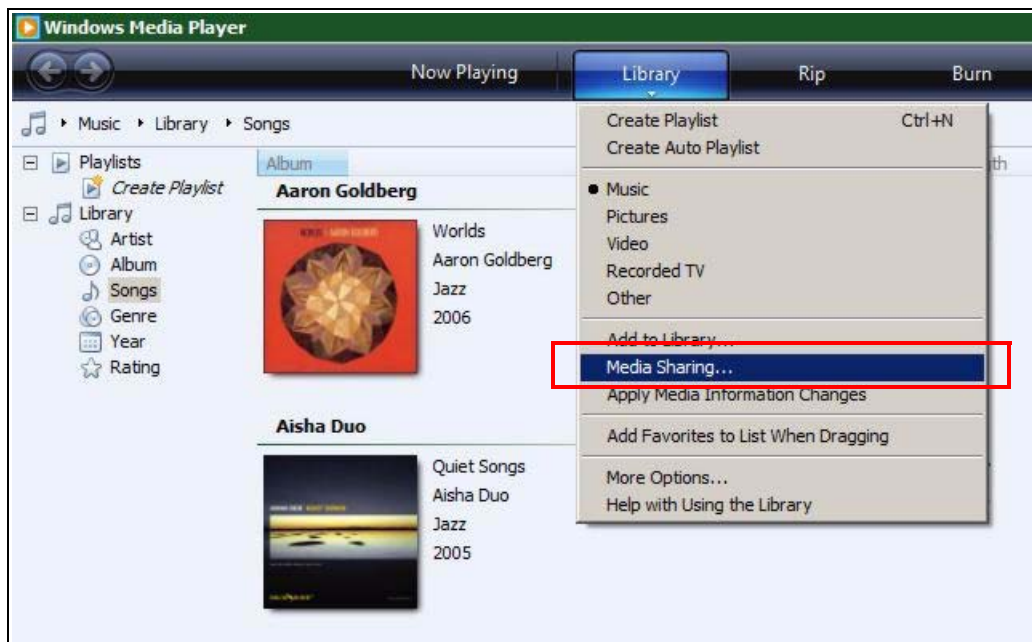 Windows Media Player
Now Playing
Library
Rip
Burn
Music Library Songs
Playlists
Create Playlist
Library
Artist
Album
Songs
Genre
Year
Rating
Album
Aaron Goldberg
Worlds
Aaron Goldberg
Jazz
2006
Aisha Duo
Quiet Songs
Aisha Duo
Jazz
2005
Create Playlist Ctrl+N
Create Auto Playlist
Music
Pictures
Video
Recorded TV
Other
Add to Library...
Media Sharing...
Apply Media Information Changes
Add Favorites to List When Dragging
More Options...
Help with Using the Library